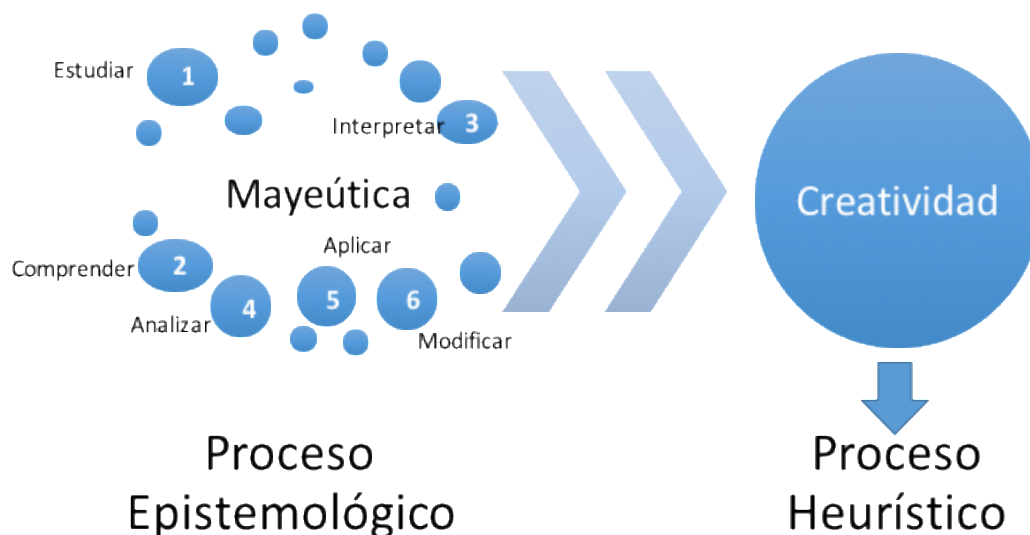 Estudiar
1
Interpretar
3
Mayeútica
Creatividad
Aplicar
Comprender
2
4
5
6
Analizar
Modificar
Proceso
Epistemológico
Proceso
Heurístico